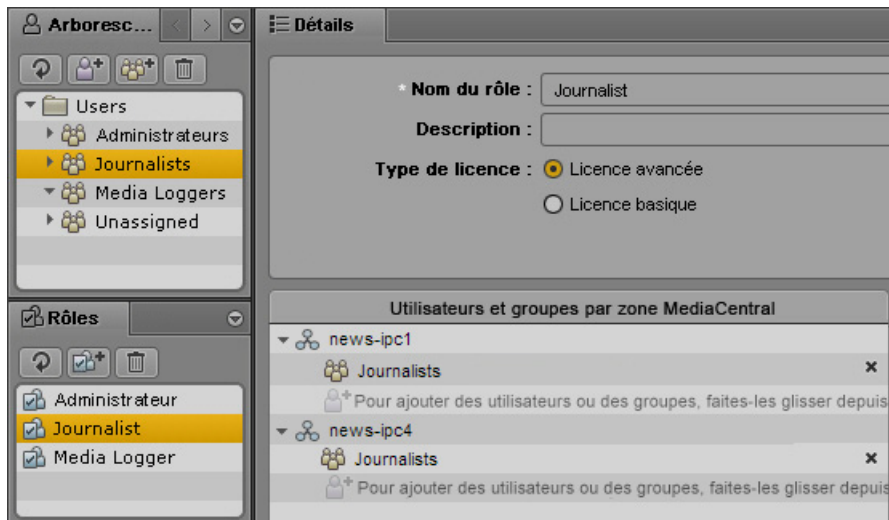 Arboresc...
Users
Administrateurs
Journalists
Media Loggers
Unassigned
Rôles
Administrateur
Journalist
Media Logger
Détails
* Nom du rôle : Journalist
Description :
Type de licence : Licence avancée
Licence basique
Utilisateurs et groupes par zone MediaCentral
news-ipc1
Journalists
Pour ajouter des utilisateurs ou des groupes, faites-les glisser depuis
news-ipc4
Journalists
Pour ajouter des utilisateurs ou des groupes, faites-les glisser depuis